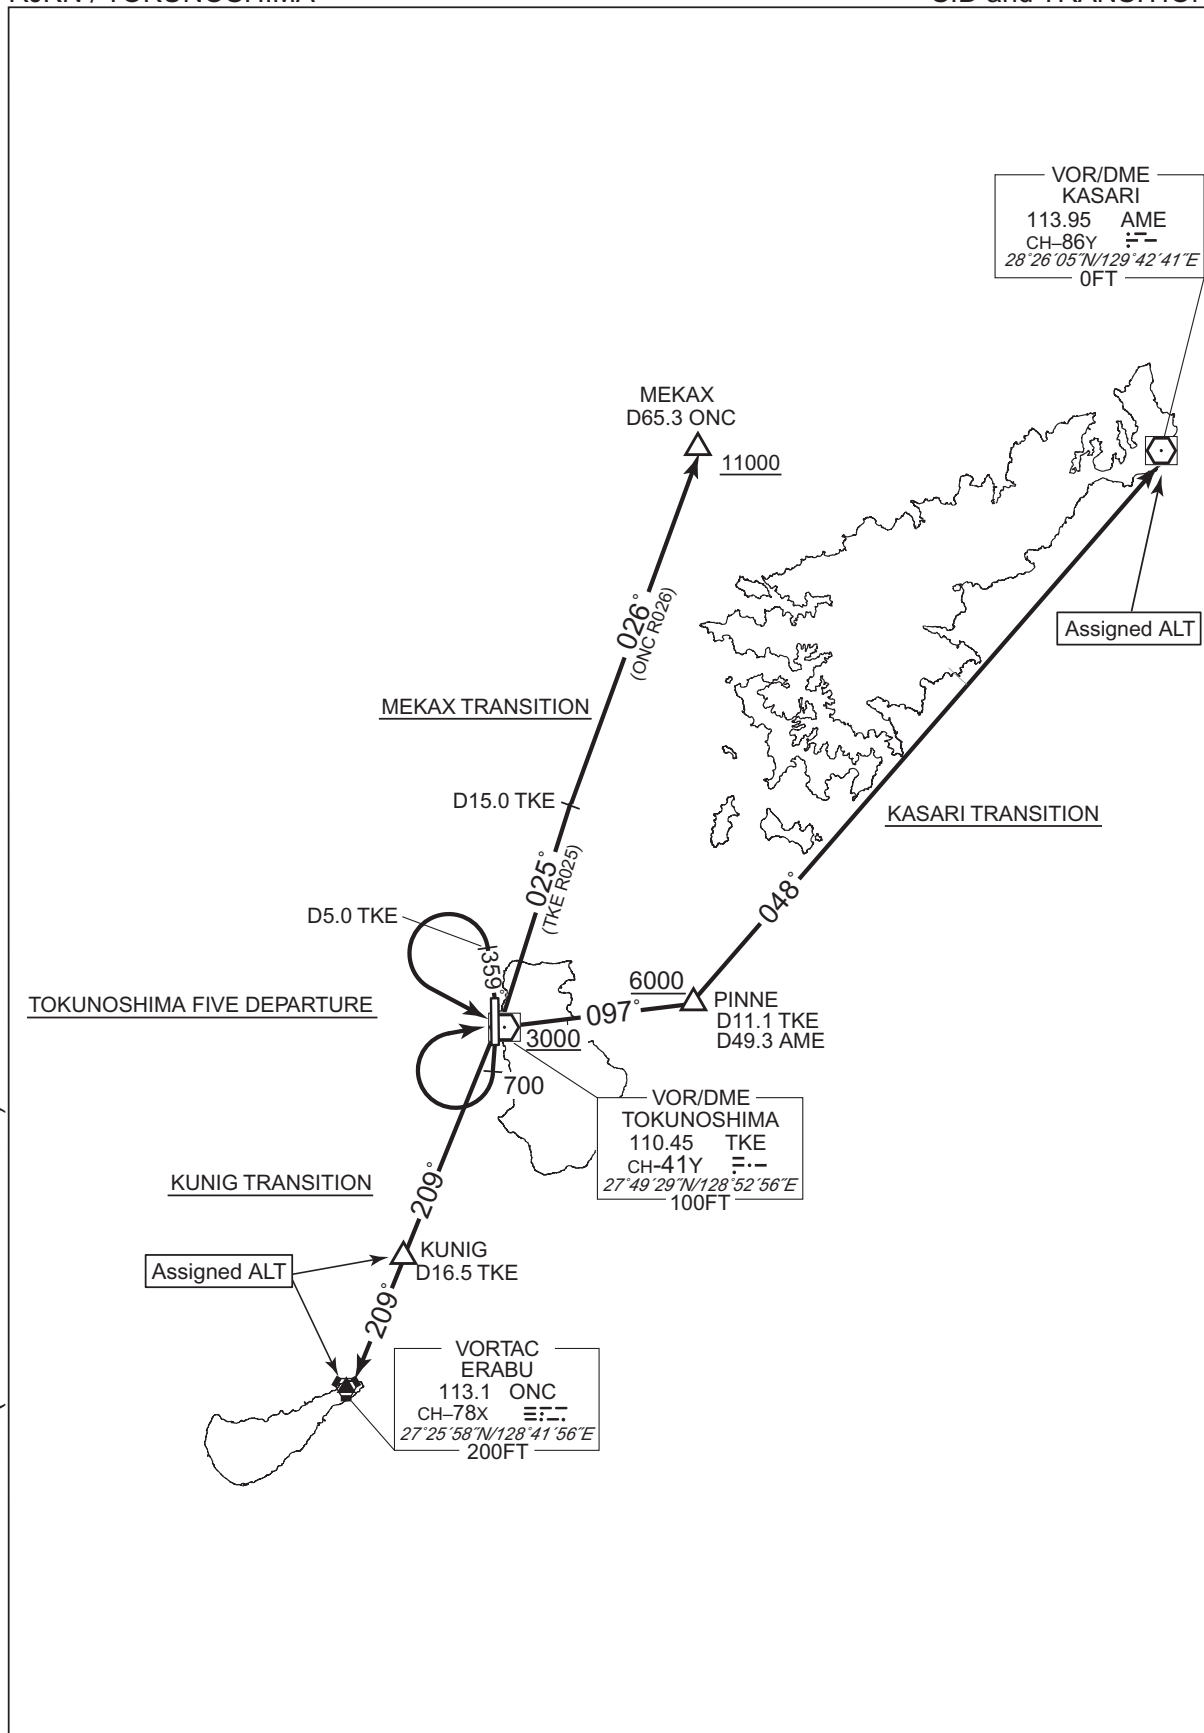 VOR/DME
KASARI
113.95 AME
CH–86Y
28°26´05˝N/129°42´41˝E
0FT
MEKAX
D65.3 ONC
11000
026°
(ONC R026)
Assigned ALT
MEKAX TRANSITION
D15.0 TKE
KASARI TRANSITION
025°
(TKE R025)
048°
D5.0 TKE
359°
TOKUNOSHIMA FIVE DEPARTURE
6000
097°
PINNE
D11.1 TKE
D49.3 AME
3000
700
VOR/DME
TOKUNOSHIMA
110.45 TKE
CH-41Y
27°49´29˝N/128°52´56˝E
100FT
KUNIG TRANSITION
209°
KUNIG
D16.5 TKE
Assigned ALT
209°
VORTAC
ERABU
113.1 ONC
CH–78X
27°25´58˝N/128°41´56˝E
200FT